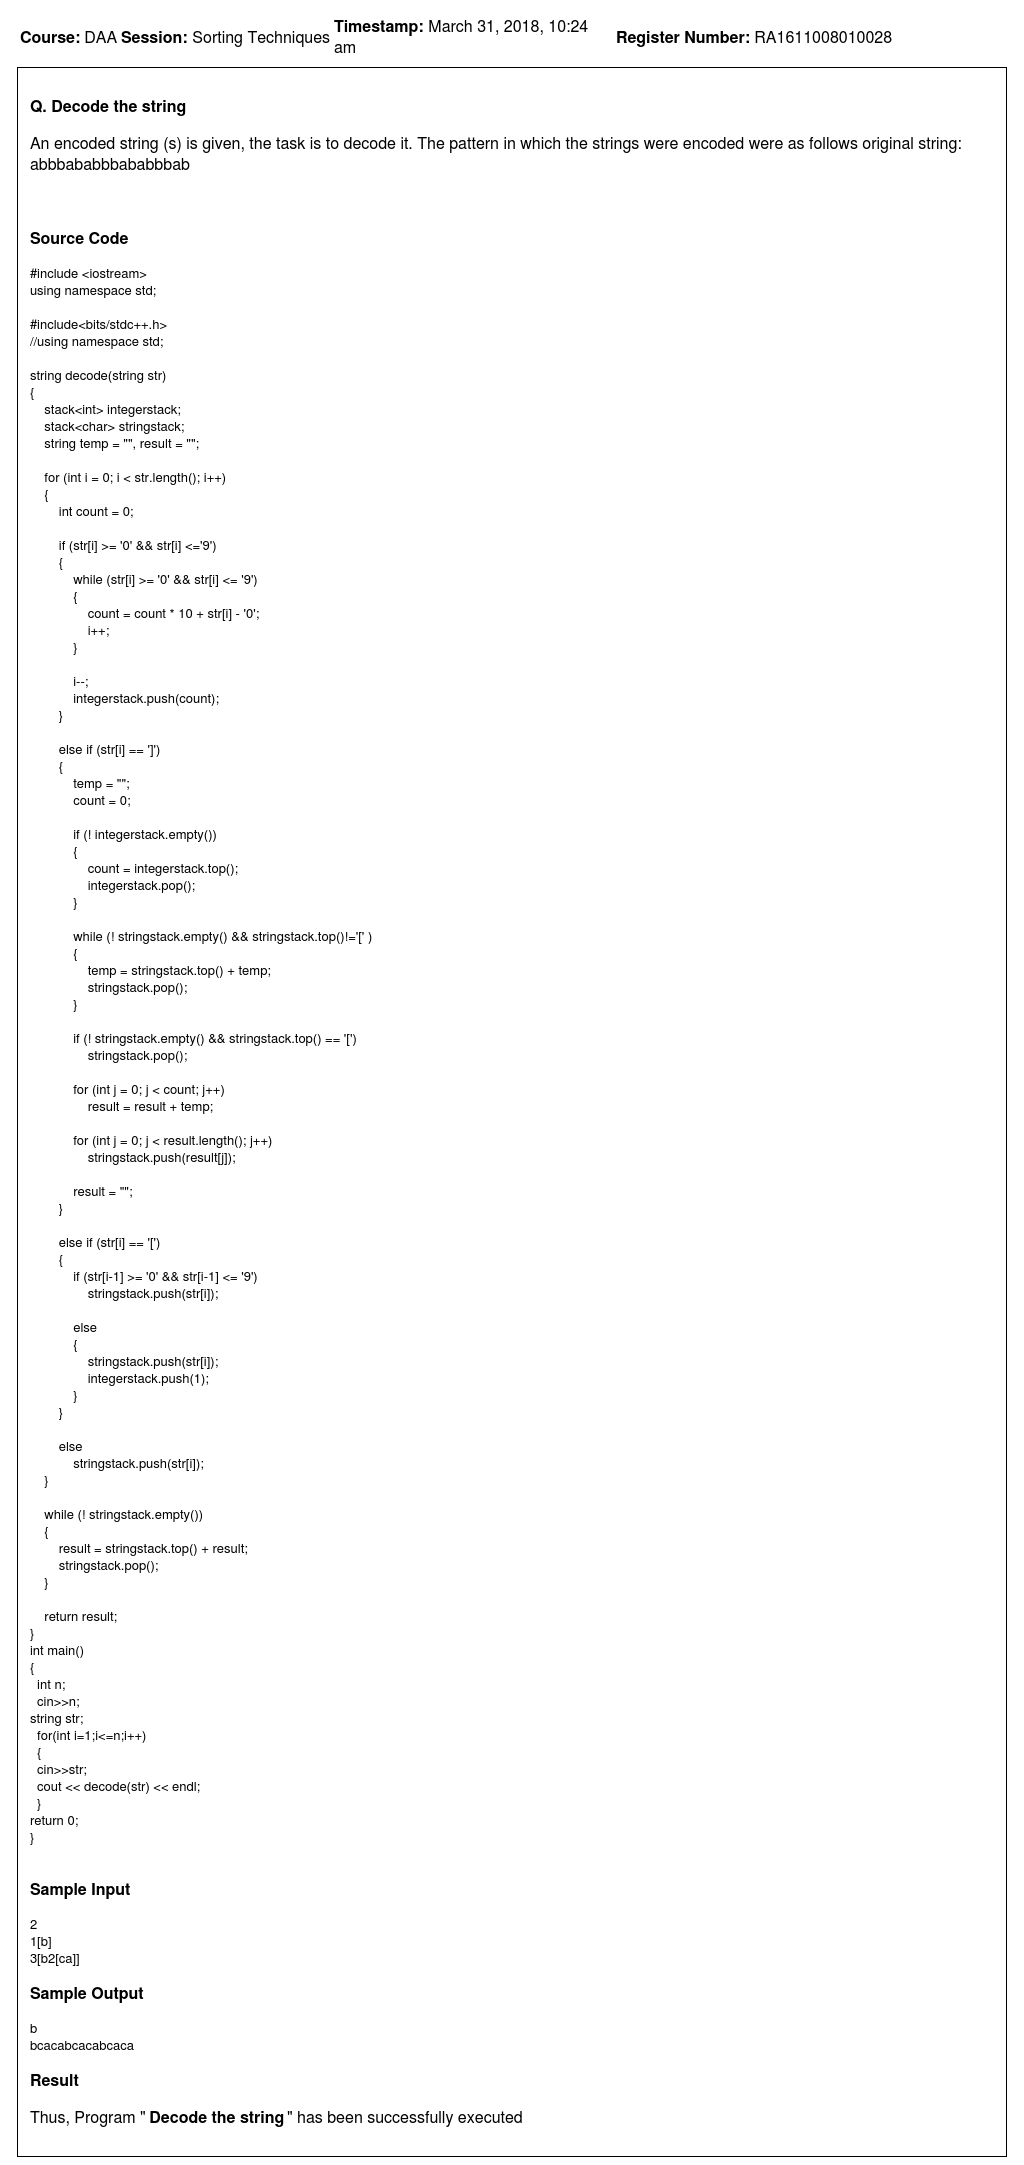 Course: DAA Session: Sorting Techniques Timestamp: March 31, 2018, 10:24 am Register Number: RA1611008010028
Q. Decode the string
An encoded string (s) is given, the task is to decode it. The pattern in which the strings were encoded were as follows original string:
abbbababbbababbbab
Source Code
#include <iostream>
using namespace std;
#include<bits/stdc++.h>
//using namespace std;
string decode(string str)
{
stack<int> integerstack;
stack<char> stringstack;
string temp = "", result = "";
for (int i = 0; i < str.length(); i++)
{
int count = 0;
if (str[i] >= '0' && str[i] <='9')
{
while (str[i] >= '0' && str[i] <= '9')
{
count = count * 10 + str[i] - '0';
i++;
}
i--;
integerstack.push(count);
}
else if (str[i] == ']')
{
temp = "";
count = 0;
if (! integerstack.empty())
{
count = integerstack.top();
integerstack.pop();
}
while (! stringstack.empty() && stringstack.top()!='[' )
{
temp = stringstack.top() + temp;
stringstack.pop();
}
if (! stringstack.empty() && stringstack.top() == '[')
stringstack.pop();
for (int j = 0; j < count; j++)
result = result + temp;
for (int j = 0; j < result.length(); j++)
stringstack.push(result[j]);
result = "";
}
else if (str[i] == '[')
{
if (str[i-1] >= '0' && str[i-1] <= '9')
stringstack.push(str[i]);
else
{
stringstack.push(str[i]);
integerstack.push(1);
}
}
else
stringstack.push(str[i]);
}
while (! stringstack.empty())
{
result = stringstack.top() + result;
stringstack.pop();
}
return result;
}
int main()
{
int n;
cin>>n;
string str;
for(int i=1;i<=n;i++)
{
cin>>str;
cout << decode(str) << endl;
}
return 0;
}
Sample Input
2
1[b]
3[b2[ca]]
Sample Output
b
bcacabcacabcaca
Result
Thus, Program " Decode the string " has been successfully executed